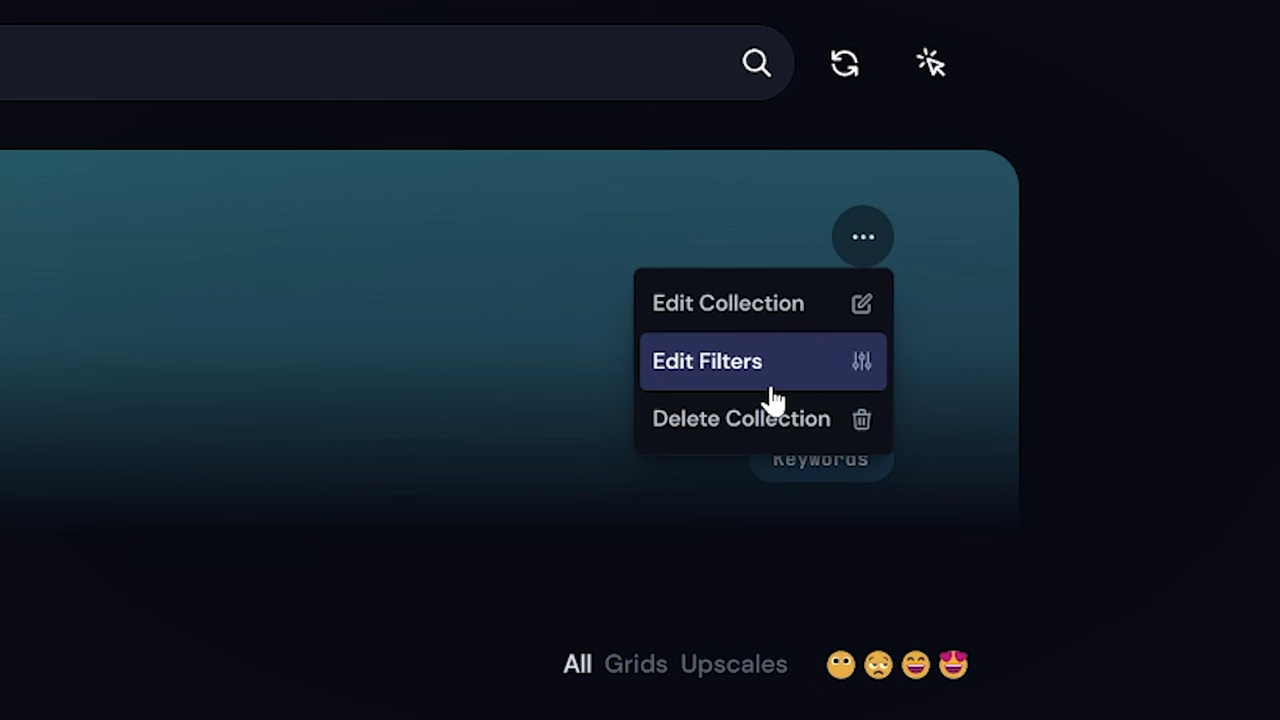 Edit Collection
Edit Filters
Delete Collection
Keywords
All Grids Upscales